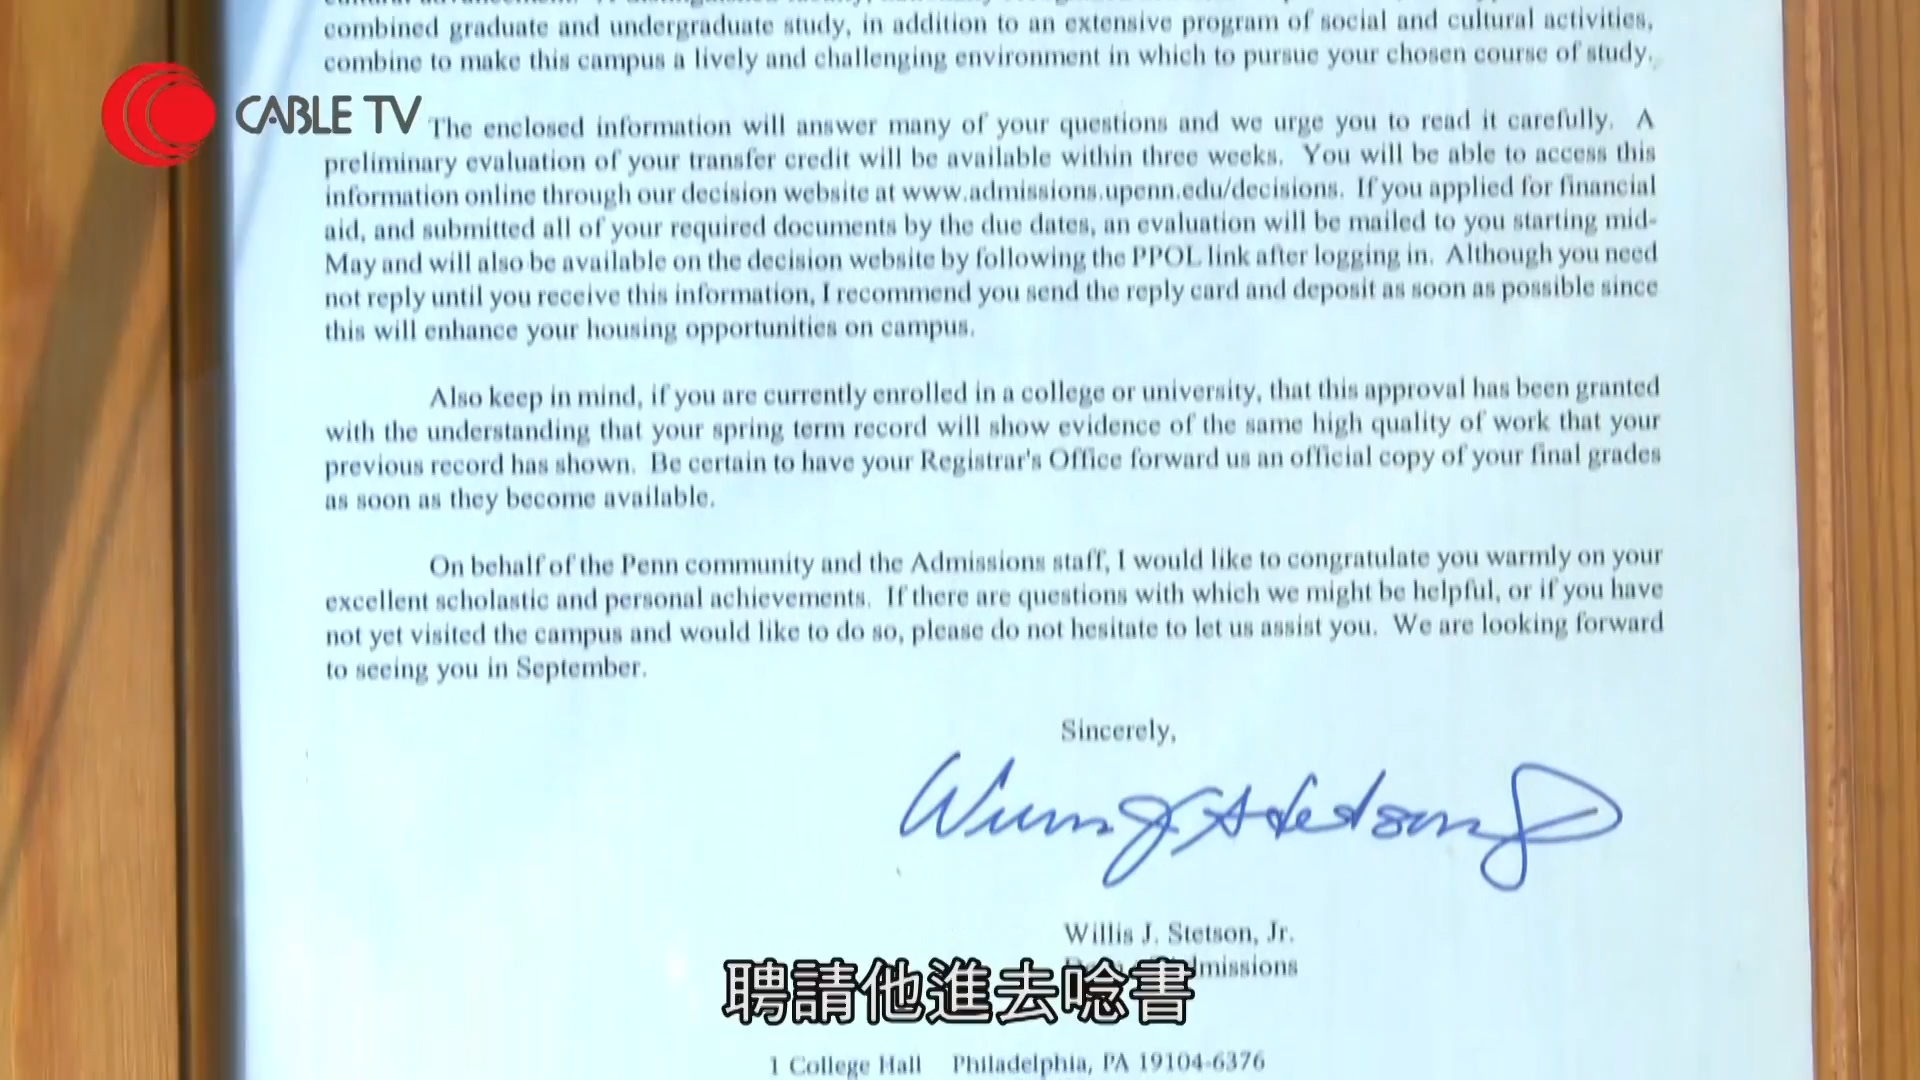 combined graduate and undergraduate study, in addition to an extensive program of social and cultural activities,
combine to make this campus a lively and challenging environment in which to pursue your chosen course of study.
CABLE TV
The enclosed information will answer many of your questions and we urge you to read it carefully. A
preliminary evaluation of your transfer credit will be available within three weeks. You will be able to access this
information online through our decision website at www.admissions.upenn.edu/decisions. If you applied for financial
aid, and submitted all of your required documents by the due dates, an evaluation will be mailed to you starting mid-
May and will also be available on the decision website by following the PPOL link after logging in. Although you need
not reply until you receive this information, I recommend you send the reply card and deposit as soon as possible since
this will enhance your housing opportunities on campus.
Also keep in mind, if you are currently enrolled in a college or university, that this approval has been granted
with the understanding that your spring term record will show evidence of the same high quality of work that your
previous record has shown. Be certain to have your Registrar's Office forward us an official copy of your final grades
as soon as they become available.
On behalf of the Penn community and the Admissions staff, I would like to congratulate you warmly on your
excellent scholastic and personal achievements. If there are questions with which we might be helpful, or if you have
not yet visited the campus and would like to do so, please do not hesitate to let us assist you. We are looking forward
to seeing you in September.
Sincerely,
Willis J. Stetson, Jr.
聘請他進去唸書
1 College Hall Philadelphia, PA 19104-6376